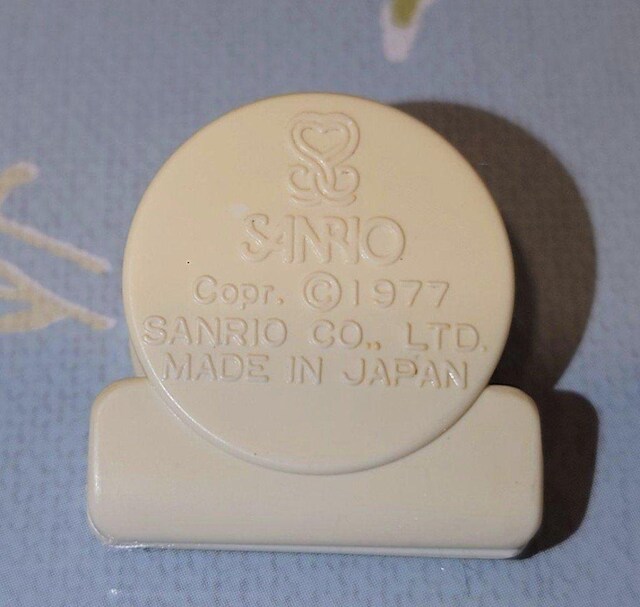 SANRIO
Copr. ©1977
SANRIO CO., LTD.
MADE IN JAPAN